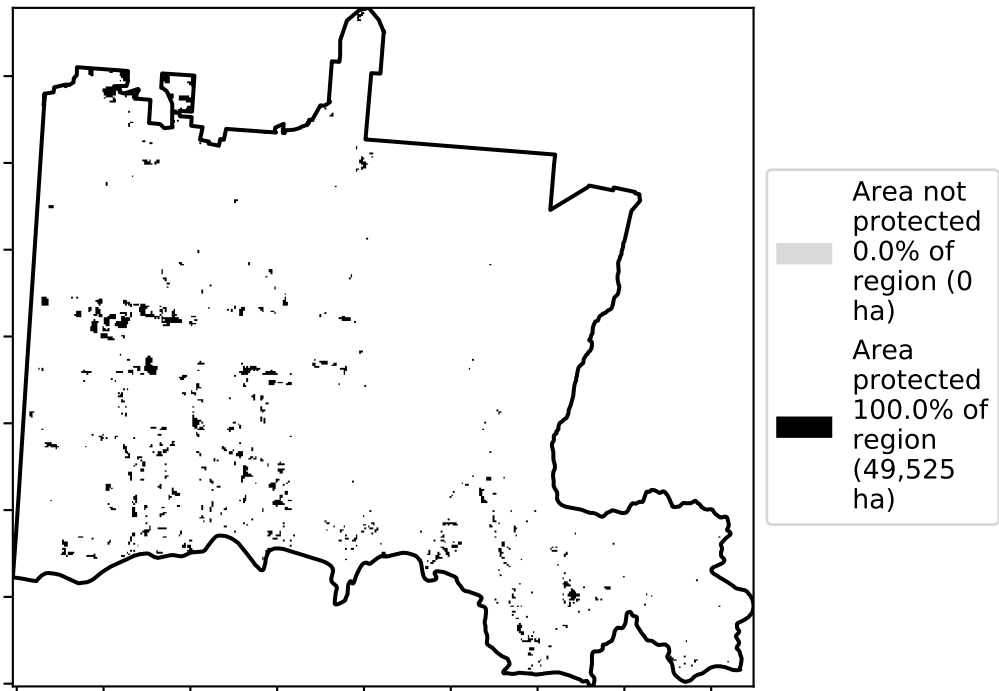 Area not
protected
0.0% of
region (0
ha)
Area
protected
100.0% of
region
(49,525
ha)